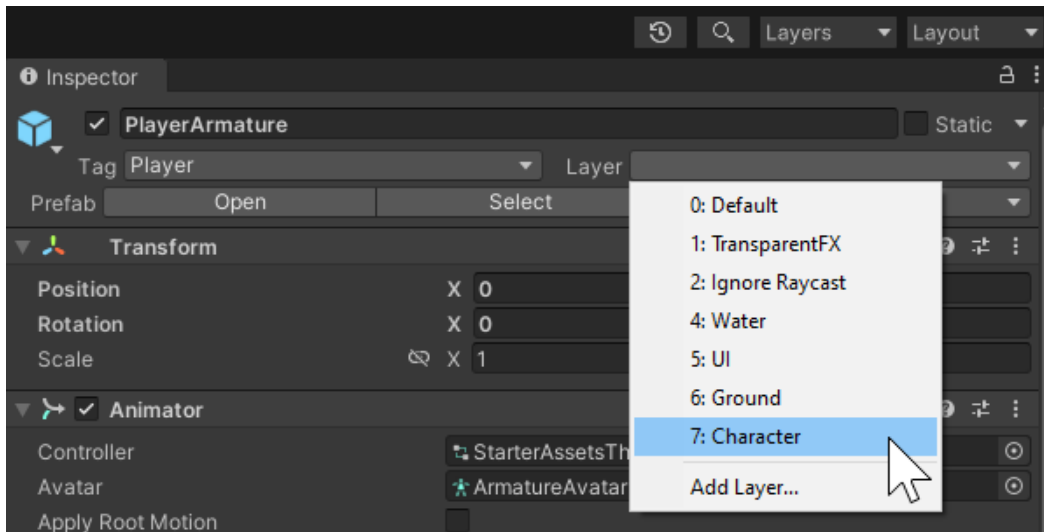 Layers Layout
Inspector
PlayerArmature Static
Tag Player Layer
Prefab Open Select
0: Default
1: TransparentFX
2: Ignore Raycast
4: Water
5: UI
6: Ground
7: Character
Add Layer...
Transform
Position X 0
Rotation X 0
Scale X 1
Animator
Controller StarterAssetsTh
Avatar ArmatureAvatar
Apply Root Motion